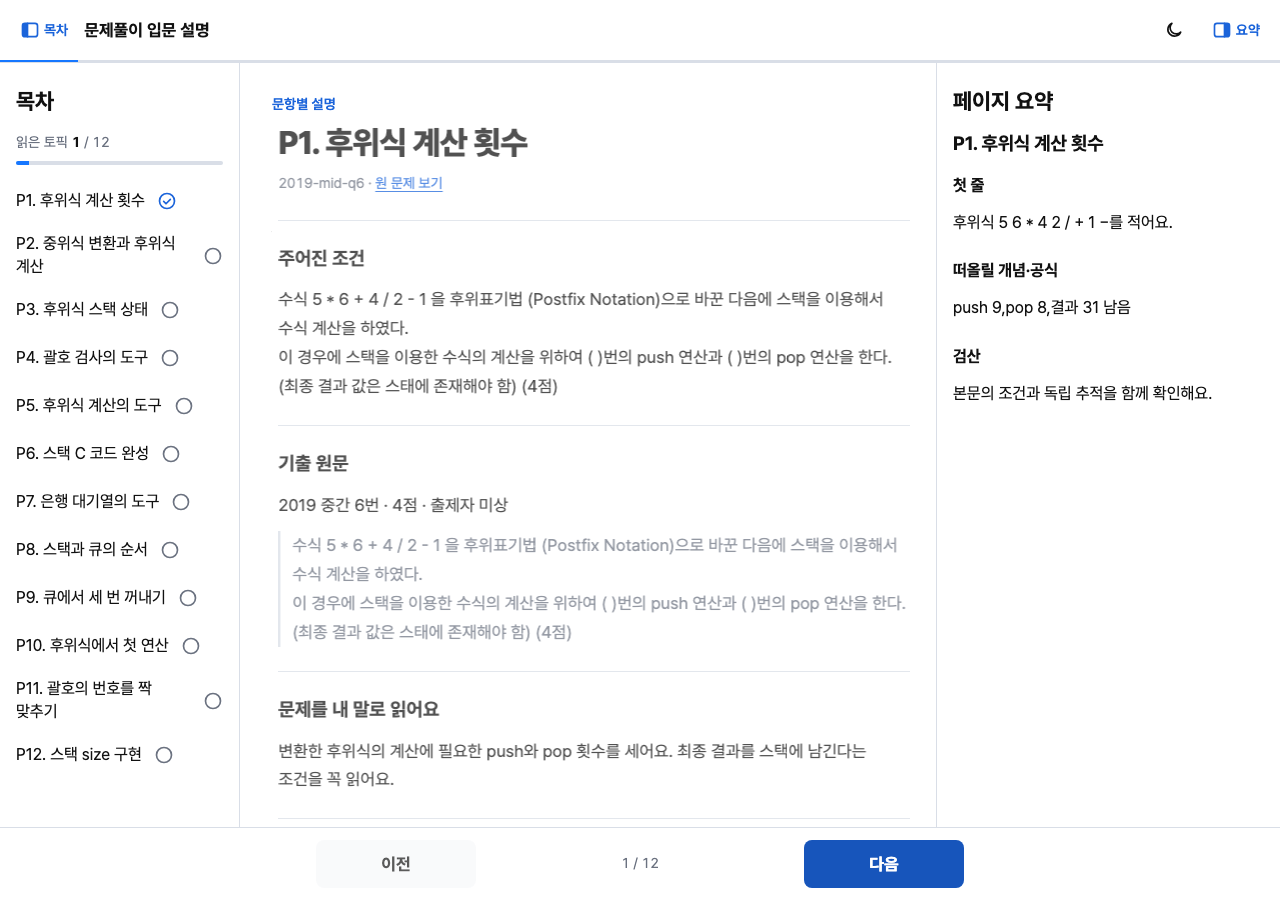 목차
문제풀이 입문 설명
요약
목차
읽은 토픽 1 / 12
P1. 후위식 계산 횟수
P2. 중위식 변환과 후위식
계산
P3. 후위식 스택 상태
P4. 괄호 검사의 도구
P5. 후위식 계산의 도구
P6. 스택 C 코드 완성
P7. 은행 대기열의 도구
P8. 스택과 큐의 순서
P9. 큐에서 세 번 꺼내기
P10. 후위식에서 첫 연산
P11. 괄호의 번호를 짝
맞추기
P12. 스택 size 구현
문항별 설명
P1. 후위식 계산 횟수
2019-mid-q6 · 원 문제 보기
주어진 조건
수식 5 * 6 + 4 / 2 - 1 을 후위표기법 (Postfix Notation)으로 바꾼 다음에 스택을 이용해서
수식 계산을 하였다.
이 경우에 스택을 이용한 수식의 계산을 위하여 ( )번의 push 연산과 ( )번의 pop 연산을 한다.
(최종 결과 값은 스태에 존재해야 함) (4점)
기출 원문
2019 중간 6번 · 4점 · 출제자 미상
수식 5 * 6 + 4 / 2 - 1 을 후위표기법 (Postfix Notation)으로 바꾼 다음에 스택을 이용해서
수식 계산을 하였다.
이 경우에 스택을 이용한 수식의 계산을 위하여 ( )번의 push 연산과 ( )번의 pop 연산을 한다.
(최종 결과 값은 스태에 존재해야 함) (4점)
문제를 내 말로 읽어요
변환한 후위식의 계산에 필요한 push와 pop 횟수를 세어요. 최종 결과를 스택에 남긴다는
조건을 꼭 읽어요.
페이지 요약
P1. 후위식 계산 횟수
첫 줄
후위식 5 6 * 4 2 / + 1 −를 적어요.
떠올릴 개념·공식
push 9,pop 8,결과 31 남음
검산
본문의 조건과 독립 추적을 함께 확인해요.
이전
1 / 12
다음